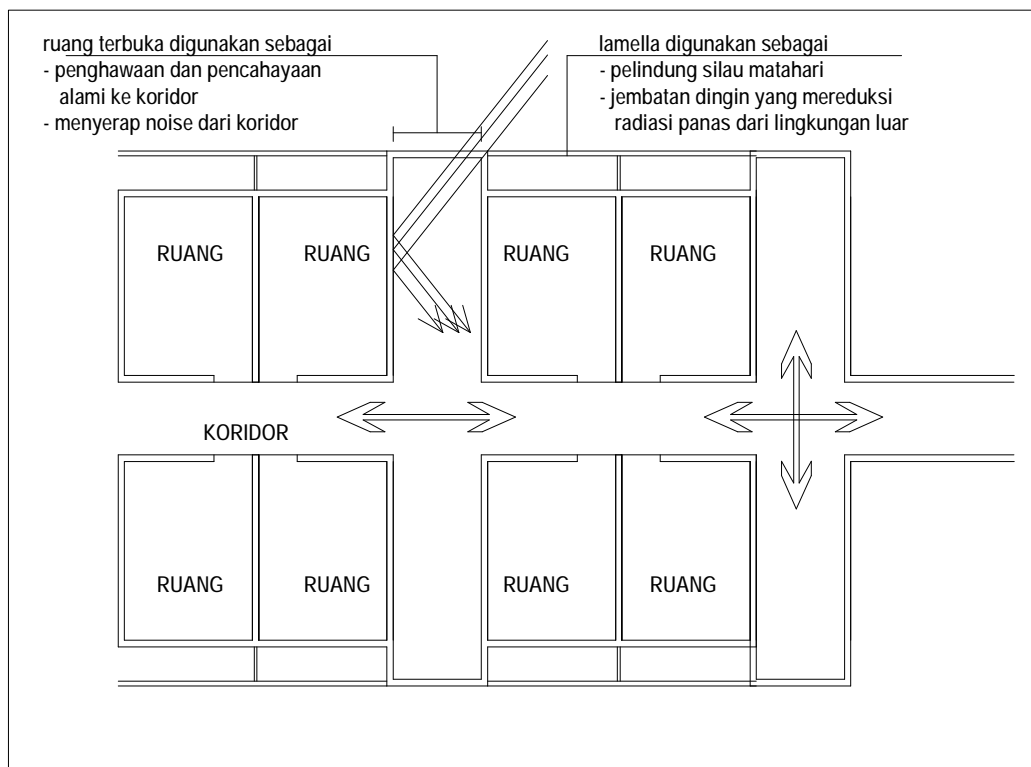 ruang terbuka digunakan sebagai
- penghawaan dan pencahayaan
alami ke koridor
- menyerap noise dari koridor
lamella digunakan sebagai
- pelindung silau matahari
- jembatan dingin yang mereduksi
radiasi panas dari lingkungan luar
RUANG RUANG RUANG RUANG
KORIDOR
RUANG RUANG RUANG RUANG